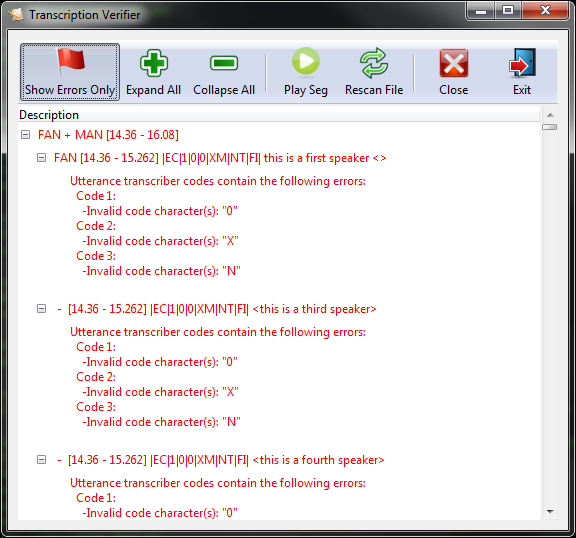 Transcription Verifier
Show Errors Only Expand All Collapse All Play Seg Rescan File Close Exit
Description
FAN + MAN [14.36 - 16.08]
FAN [14.36 - 15.262] |EC|1|0|0|XM|NT|FI| this is a first speaker <>
Utterance transcriber codes contain the following errors:
Code 1:
-Invalid code character(s): "0"
Code 2:
-Invalid code character(s): "X"
Code 3:
-Invalid code character(s): "N"
- [14.36 - 15.262] |EC|1|0|0|XM|NT|FI| <this is a third speaker>
Utterance transcriber codes contain the following errors:
Code 1:
-Invalid code character(s): "0"
Code 2:
-Invalid code character(s): "X"
Code 3:
-Invalid code character(s): "N"
- [14.36 - 15.262] |EC|1|0|0|XM|NT|FI| <this is a fourth speaker>
Utterance transcriber codes contain the following errors:
Code 1:
-Invalid code character(s): "0"